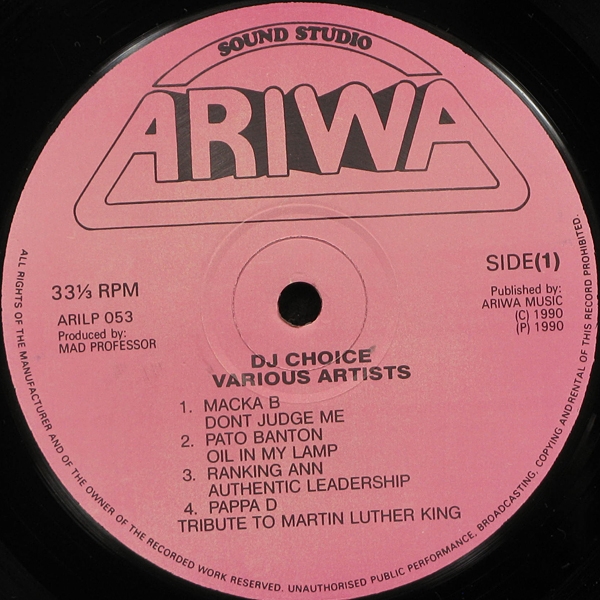 SOUND STUDIO
ARIWA
33⅓ RPM
ARILP 053
Produced by:
MAD PROFESSOR
SIDE(1)
Published by:
ARIWA MUSIC
(C) 1990
(P) 1990
DJ CHOICE
VARIOUS ARTISTS
1. MACKA B
DONT JUDGE ME
2. PATO BANTON
OIL IN MY LAMP
3. RANKING ANN
AUTHENTIC LEADERSHIP
4. PAPPA D
TRIBUTE TO MARTIN LUTHER KING
ALL RIGHTS OF THE MANUFACTURER AND OF THE OWNER OF THE RECORDED WORK RESERVED. UNAUTHORISED PUBLIC PERFORMANCE. BROADCASTING. COPYING ANDRENTAL OF THIS RECORD PROHIBITED.